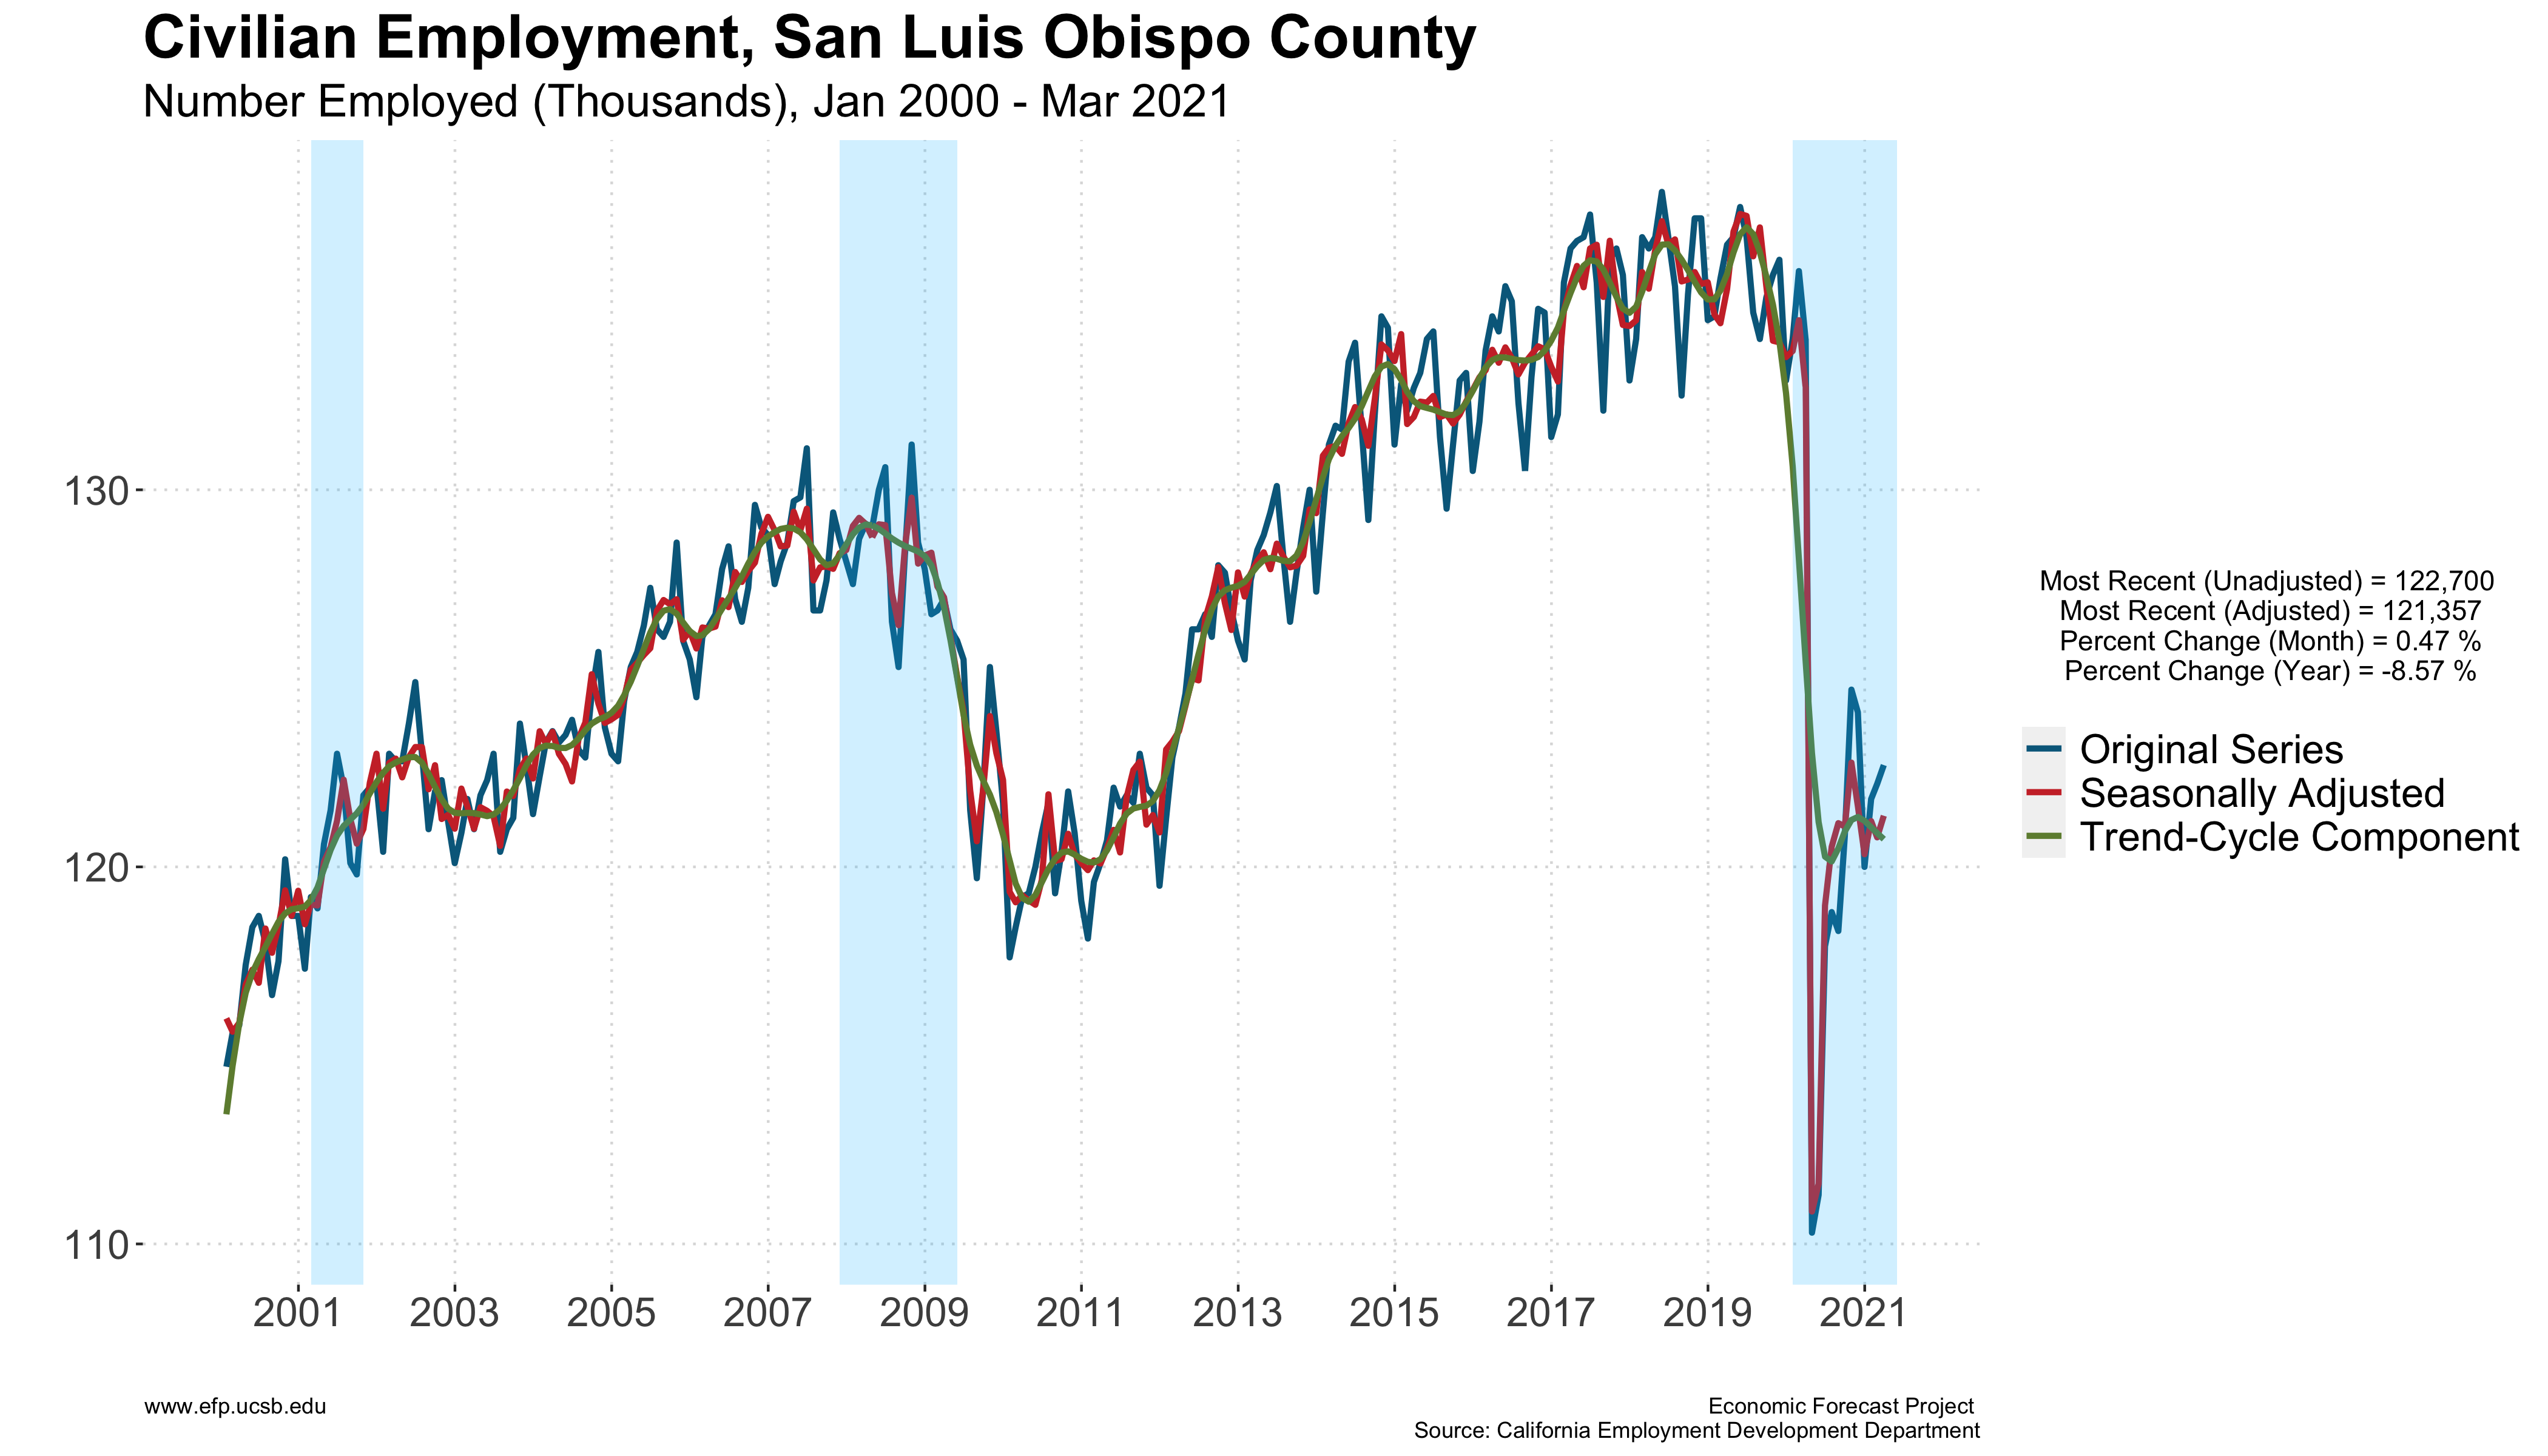 Civilian Employment, San Luis Obispo County
Number Employed (Thousands), Jan 2000 - Mar 2021
130
120
110
2001 2003 2005 2007 2009 2011 2013 2015 2017 2019 2021
Most Recent (Unadjusted) = 122,700
Most Recent (Adjusted) = 121,357
Percent Change (Month) = 0.47 %
Percent Change (Year) = -8.57 %
Original Series
Seasonally Adjusted
Trend-Cycle Component
www.efp.ucsb.edu
Economic Forecast Project
Source: California Employment Development Department